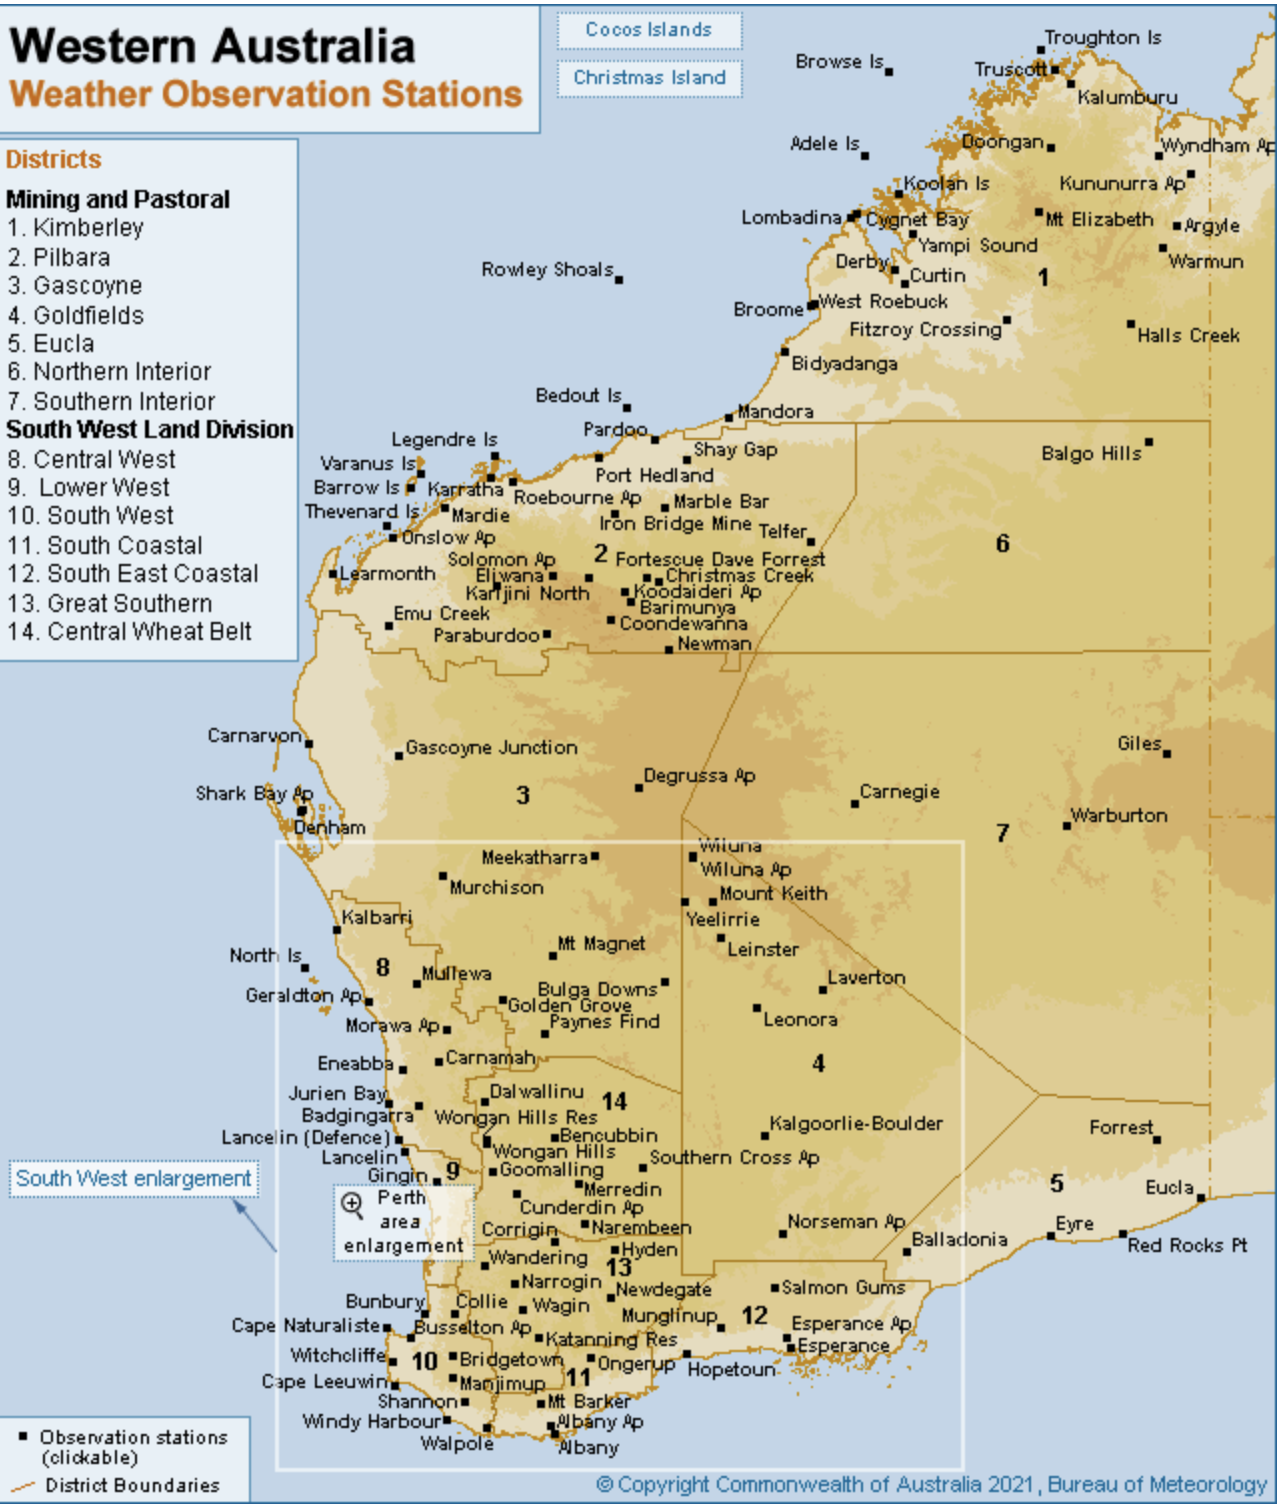 Western Australia
Weather Observation Stations
Cocos Islands
Christmas Island
Districts
Mining and Pastoral
1. Kimberley
2. Pilbara
3. Gascoyne
4. Goldfields
5. Eucla
6. Northern Interior
7. Southern Interior
South West Land Division
8. Central West
9. Lower West
10. South West
11. South Coastal
12. South East Coastal
13. Great Southern
14. Central Wheat Belt
Troughton Is
Browse Is
Truscott
Kalumburu
Adele Is
Doongan
Wyndham Ap
Koolan Is
Kununurra Ap
Lombadina
Cygnet Bay
Mt Elizabeth
Argyle
Yampi Sound
Derby
Warmun
Rowley Shoals
Curtin
1
Broome
West Roebuck
Fitzroy Crossing
Halls Creek
Bidyadanga
Bedout Is
Mandora
Pardoo
Legendre Is
Shay Gap
Balgo Hills
Varanus Is
Port Hedland
Barrow Is
Karratha
Roebourne Ap
Marble Bar
Thevenard Is
Mardie
Iron Bridge Mine
Telfer
Onslow Ap
6
2
Solomon Ap
Fortescue Dave Forrest
Learmonth
Eliwana
Christmas Creek
Karijini North
Koodaideri Ap
Barimunya
Emu Creek
Coondewanna
Paraburdoo
Newman
Carnarvon
Gascoyne Junction
Giles
Degrussa Ap
Shark Bay Ap
3
Carnegie
Denham
Warburton
7
Wiluna
Meekatharra
Wiluna Ap
Murchison
Mount Keith
Kalbarri
Yeelirrie
North Is
Mt Magnet
Leinster
8
Mullewa
Laverton
Geraldton Ap
Bulga Downs
Golden Grove
Morawa Ap
Paynes Find
Leonora
Eneabba
Carnamah
4
Jurien Bay
Dalwallinu
14
Badgingarra
Wongan Hills Res
Kalgoorlie-Boulder
Lancelin (Defence)
Bencubbin
Forrest
Lancelin
Wongan Hills
Southern Cross Ap
Gingin
9
Goomalling
South West enlargement
Merredin
5
Eucla
Perth
area
enlargement
Cunderdin Ap
Corrigin
Narembeen
Norseman Ap
Eyre
Wandering
Hyden
Balladonia
Red Rocks Pt
13
Narrogin
Newdegate
Salmon Gums
Bunbury
Collie
Wagin
Munglinup
12
Cape Naturaliste
Busselton Ap
Esperance Ap
Katanning Res
Esperance
Witchcliffe
10
Bridgetown
Ongerup
Hopetoun
Cape Leeuwin
Manjimup
11
Shannon
Mt Barker
Windy Harbour
Albany Ap
Walpole
Albany
Observation stations
(clickable)
District Boundaries
© Copyright Commonwealth of Australia 2021, Bureau of Meteorology